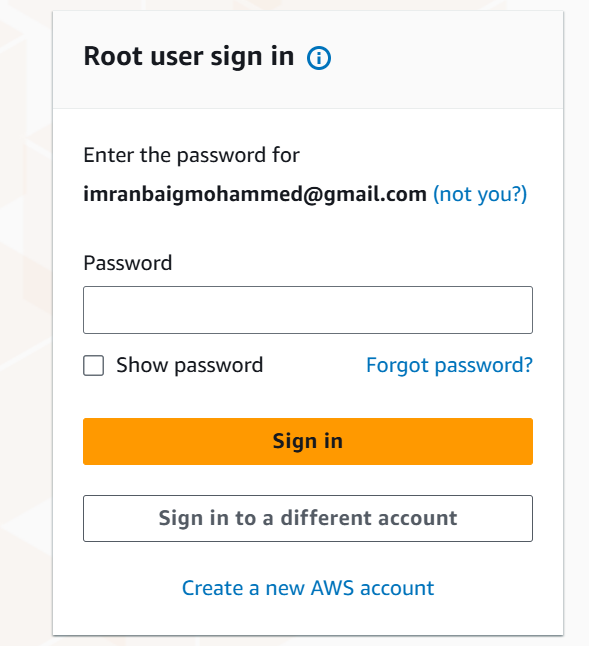 Root user sign in
Enter the password for
imranbaigmohammed@gmail.com (not you?)
Password
Show password Forgot password?
Sign in
Sign in to a different account
Create a new AWS account